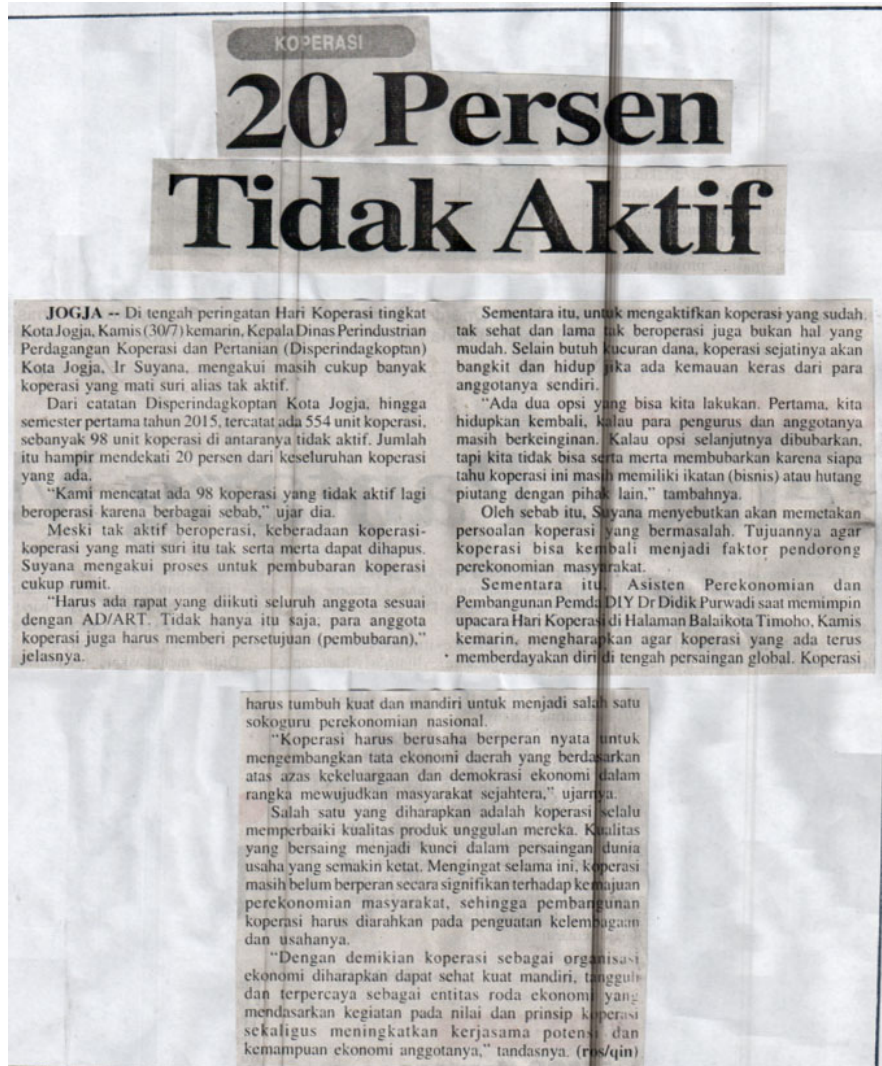 KOPERASI
20 Persen
Tidak Aktif
JOGJA -- Di tengah peringatan Hari Koperasi tingkat
Kota Jogja, Kamis (30/7) kemarin, Kepala Dinas Perindustrian
Perdagangan Koperasi dan Pertanian (Disperindagkoptan)
Kota Jogja, Ir Suyana, mengakui masih cukup banyak
koperasi yang mati suri alias tak aktif.
Dari catatan Disperindagkoptan Kota Jogja, hingga
semester pertama tahun 2015, tercatat ada 554 unit koperasi,
sebanyak 98 unit koperasi di antaranya tidak aktif. Jumlah
itu hampir mendekati 20 persen dari keseluruhan koperasi
yang ada.
“Kami mencatat ada 98 koperasi yang tidak aktif lagi
beroperasi karena berbagai sebab,” ujar dia.
Meski tak aktif beroperasi, keberadaan koperasi-
koperasi yang mati suri itu tak serta merta dapat dihapus.
Suyana mengakui proses untuk pembubaran koperasi
cukup rumit.
“Harus ada rapat yang diikuti seluruh anggota sesuai
dengan AD/ART. Tidak hanya itu saja, para anggota
koperasi juga harus memberi persetujuan (pembubaran),”
jelasnya.
Sementara itu, untuk mengaktifkan koperasi yang sudah
tak sehat dan lama tak beroperasi juga bukan hal yang
mudah. Selain butuh kucuran dana, koperasi sejatinya akan
bangkit dan hidup jika ada kemauan keras dari para
anggotanya sendiri.
“Ada dua opsi yang bisa kita lakukan. Pertama, kita
hidupkan kembali, kalau para pengurus dan anggotanya
masih berkeinginan. Kalau opsi selanjutnya dibubarkan,
tapi kita tidak bisa serta merta membubarkan karena siapa
tahu koperasi ini masih memiliki ikatan (bisnis) atau hutang
piutang dengan pihak lain,” tambahnya.
Oleh sebab itu, Suyana menyebutkan akan memetakan
persoalan koperasi yang bermasalah. Tujuannya agar
koperasi bisa kembali menjadi faktor pendorong
perekonomian masyarakat.
Sementara itu, Asisten Perekonomian dan
Pembangunan Pemda DIY Dr Didik Purwadi saat memimpin
upacara Hari Koperasi di Halaman Balaikota Timoho, Kamis
kemarin, mengharapkan agar koperasi yang ada terus
memberdayakan diri di tengah persaingan global. Koperasi
harus tumbuh kuat dan mandiri untuk menjadi salah satu
sokoguru perekonomian nasional.
“Koperasi harus berusaha berperan nyata untuk
mengembangkan tata ekonomi daerah yang berdasarkan
atas azas kekeluargaan dan demokrasi ekonomi dalam
rangka mewujudkan masyarakat sejahtera,” ujarnya.
Salah satu yang diharapkan adalah koperasi selalu
memperbaiki kualitas produk unggulan mereka. Kualitas
yang bersaing menjadi kunci dalam persaingan dunia
usaha yang semakin ketat. Mengingat selama ini, koperasi
masih belum berperan secara signifikan terhadap kemajuan
perekonomian masyarakat, sehingga pembangunan
koperasi harus diarahkan pada penguatan kelembagaan
dan usahanya.
“Dengan demikian koperasi sebagai organisasi
ekonomi diharapkan dapat sehat kuat mandiri, tangguh
dan terpercaya sebagai entitas roda ekonomi yang
mendasarkan kegiatan pada nilai dan prinsip koperasi
sekaligus meningkatkan kerjasama potensi dan
kemampuan ekonomi anggotanya,” tandasnya. (ros/qin)